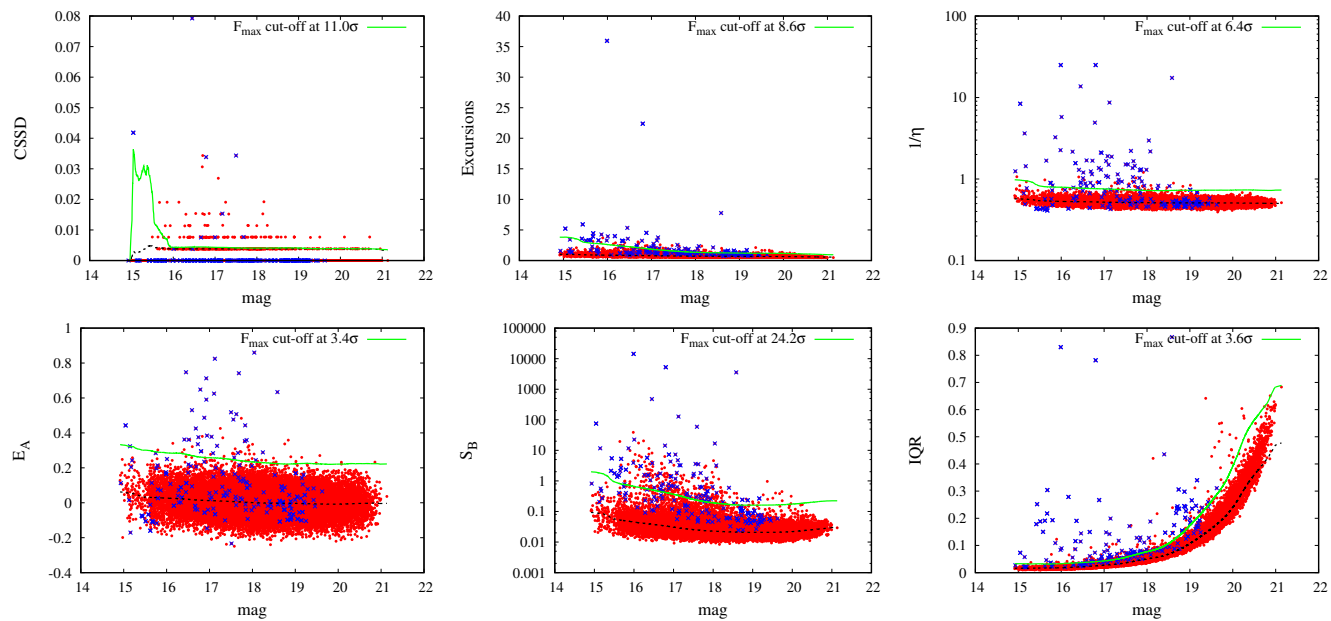 F_max cut-off at 11.0σ
0.08
0.07
0.06
0.05
0.04
0.03
0.02
0.01
0
CSSD
14 15 16 17 18 19 20 21 22
mag
F_max cut-off at 8.6σ
40
35
30
25
20
15
10
5
0
Excursions
14 15 16 17 18 19 20 21 22
mag
F_max cut-off at 6.4σ
100
10
1
0.1
1/η
14 15 16 17 18 19 20 21 22
mag
F_max cut-off at 3.4σ
1
0.8
0.6
0.4
0.2
0
-0.2
-0.4
E_A
14 15 16 17 18 19 20 21 22
mag
F_max cut-off at 24.2σ
100000
10000
1000
100
10
1
0.1
0.01
0.001
S_B
14 15 16 17 18 19 20 21 22
mag
F_max cut-off at 3.6σ
0.9
0.8
0.7
0.6
0.5
0.4
0.3
0.2
0.1
0
IQR
14 15 16 17 18 19 20 21 22
mag